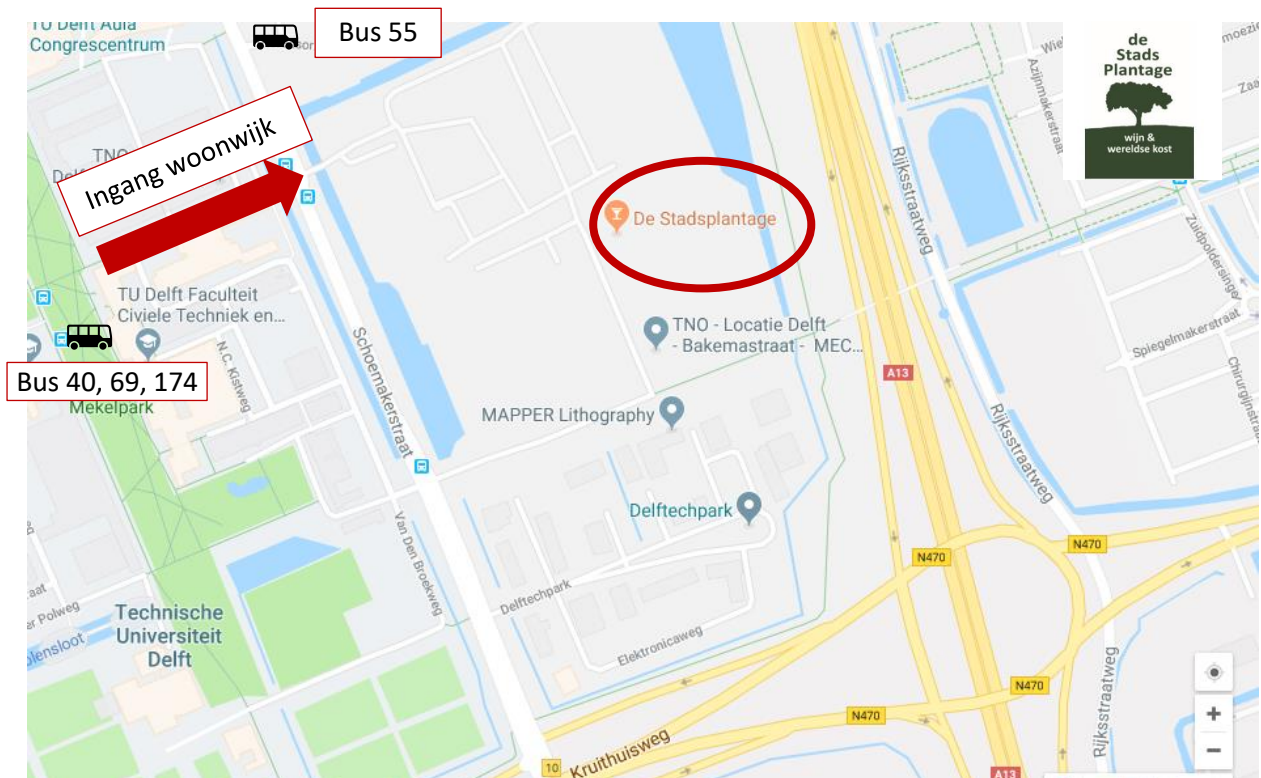 TU Delft Aula
Congrescentrum
Bus 55
de
Stads
Plantage
wijn &
wereldse kost
Azijnmakerstraat
Ingang woonwijk
TNO
Rijksstraatweg
De Stadsplantage
Zuidpoldersingel
TU Delft Faculteit
Civiele Techniek en...
N.C. Kistweg
Schoemakerstraat
TNO - Locatie Delft
- Bakemastraat - MEC...
Spiegelmakerstraat
Chirurgijnstraat
Bus 40, 69, 174
Mekelpark
A13
MAPPER Lithography
Rijksstraatweg
Delftechpark
Van Den Broekweg
N470
N470
Delftechpark
Technische
Universiteit
Delft
Elektronicaweg
N470
N470
Rijksstraatweg
10
Kruithuisweg
A13